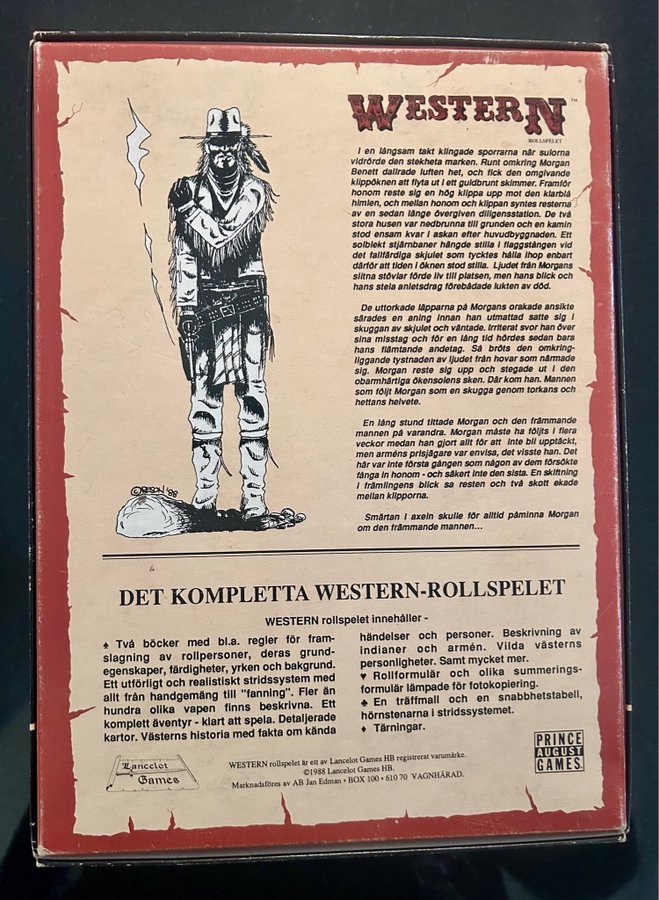 WESTERN™
ROLLSPELET
I en långsam takt klingade sporrarna när sulorna
vidrörde den stekheta marken. Runt omkring Morgan
Benett dallrade luften het, och fick den omgivande
klippöknen att flyta ut i ett guldbrunt skimmer. Framför
honom reste sig en hög klippa upp mot den klarblå
himlen, och mellan honom och klippan syntes resterna
av en sedan länge övergiven diligensstation. De två
stora husen var nedbrunna till grunden och en kamin
stod ensam kvar i askan efter huvudbyggnaden. Ett
solblekt stjärnbaner hängde stilla i flaggstången vid
det fallfärdiga skjulet som tycktes hålla ihop enbart
därför att tiden i öknen stod stilla. Ljudet från Morgans
slitna stövlar förde liv till platsen, men hans blick och
hans stela anletsdrag förebådade lukten av död.
De uttorkade läpparna på Morgans orakade ansikte
särades en aning innan han utmattad satte sig i
skuggan av skjulet och väntade. Irriterat svor han över
sina misstag och för en lång tid hördes sedan bara
hans flämtande andetag. Så bröts den omkring-
liggande tystnaden av ljudet från hovar som närmade
sig. Morgan reste sig upp och stegade ut i den
obarmhärtiga ökensolens sken. Där kom han. Mannen
som följt Morgan som en skugga genom torkans och
hettans helvete.
En lång stund tittade Morgan och den främmande
mannen på varandra. Morgan måste ha följts i flera
veckor medan han gjort allt för att inte bli upptäckt,
men arméns prisjägare var envisa, det visste han. Det
här var inte första gången som någon av dem försökte
fånga in honom - och säkert inte den sista. En skiftning
i främlingens blick sa resten och två skott ekade
mellan klipporna.
Smärtan i axeln skulle för alltid påminna Morgan
om den främmande mannen...
'88
DET KOMPLETTA WESTERN-ROLLSPELET
WESTERN rollspelet innehåller -
♠ Två böcker med bl.a. regler för fram-
slagning av rollpersoner, deras grund-
egenskaper, färdigheter, yrken och bakgrund.
Ett utförligt och realistiskt stridssystem med
allt från handgemäng till "fanning". Fler än
hundra olika vapen finns beskrivna. Ett
komplett äventyr - klart att spela. Detaljerade
kartor. Västerns historia med fakta om kända
händelser och personer. Beskrivning av
indianer och armén. Vilda västerns
personligheter. Samt mycket mer.
♥ Rollformulär och olika summerings-
formulär lämpade för fotokopiering.
♣ En träffmall och en snabbhetstabell,
hörnstenarna i stridssystemet.
♦ Tärningar.
Lancelot
Games
WESTERN rollspelet är ett av Lancelot Games HB registrerat varumärke.
©1988 Lancelot Games HB.
Marknadsföres av AB Jan Edman • BOX 100 • 610 70 VAGNHÄRAD.
PRINCE
AUGUST
GAMES